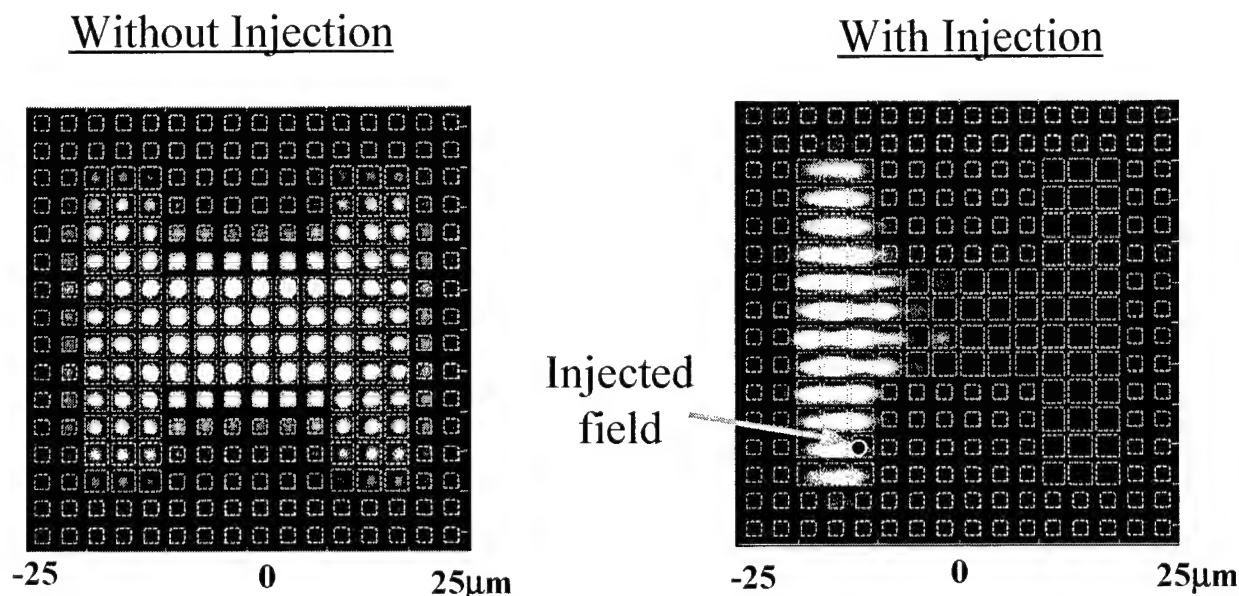 Without Injection
With Injection
Injected
field
-25
0
25μm
-25
0
25μm